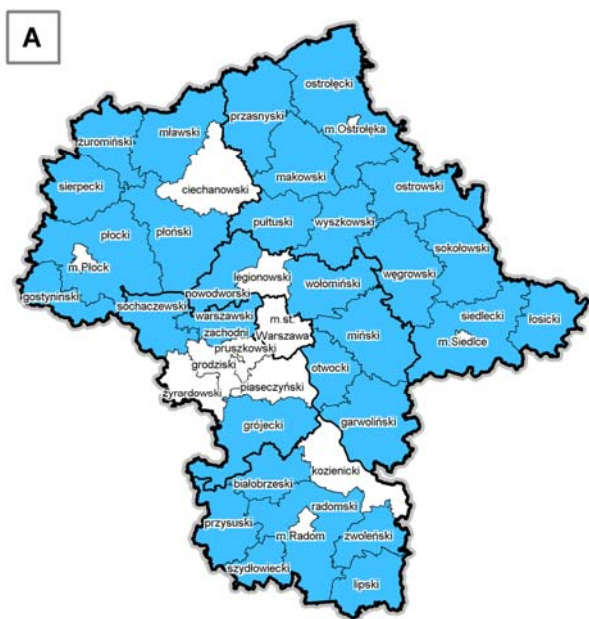 A
ostrołęcki
przasnyski
m.Ostrołęka
mławski
żuromiński
makowski
sierpecki
ciechanowski
ostrowski
pułtuski
wyszkowski
płocki
płoński
sokołowski
m.Płock
legionowski
węgrowski
nowodworski
wołomiński
gostyniński
sochaczewski
siedlecki
łosicki
warszawski
zachodni
m.st.
Warszawa
miński
m.Siedlce
pruszkowski
grodziski
otwocki
żyrardowski
piaseczyński
garwoliński
grójecki
kozienicki
białobrzeski
radomski
przysuski
m.Radom
zwoleński
szydłowiecki
lipski